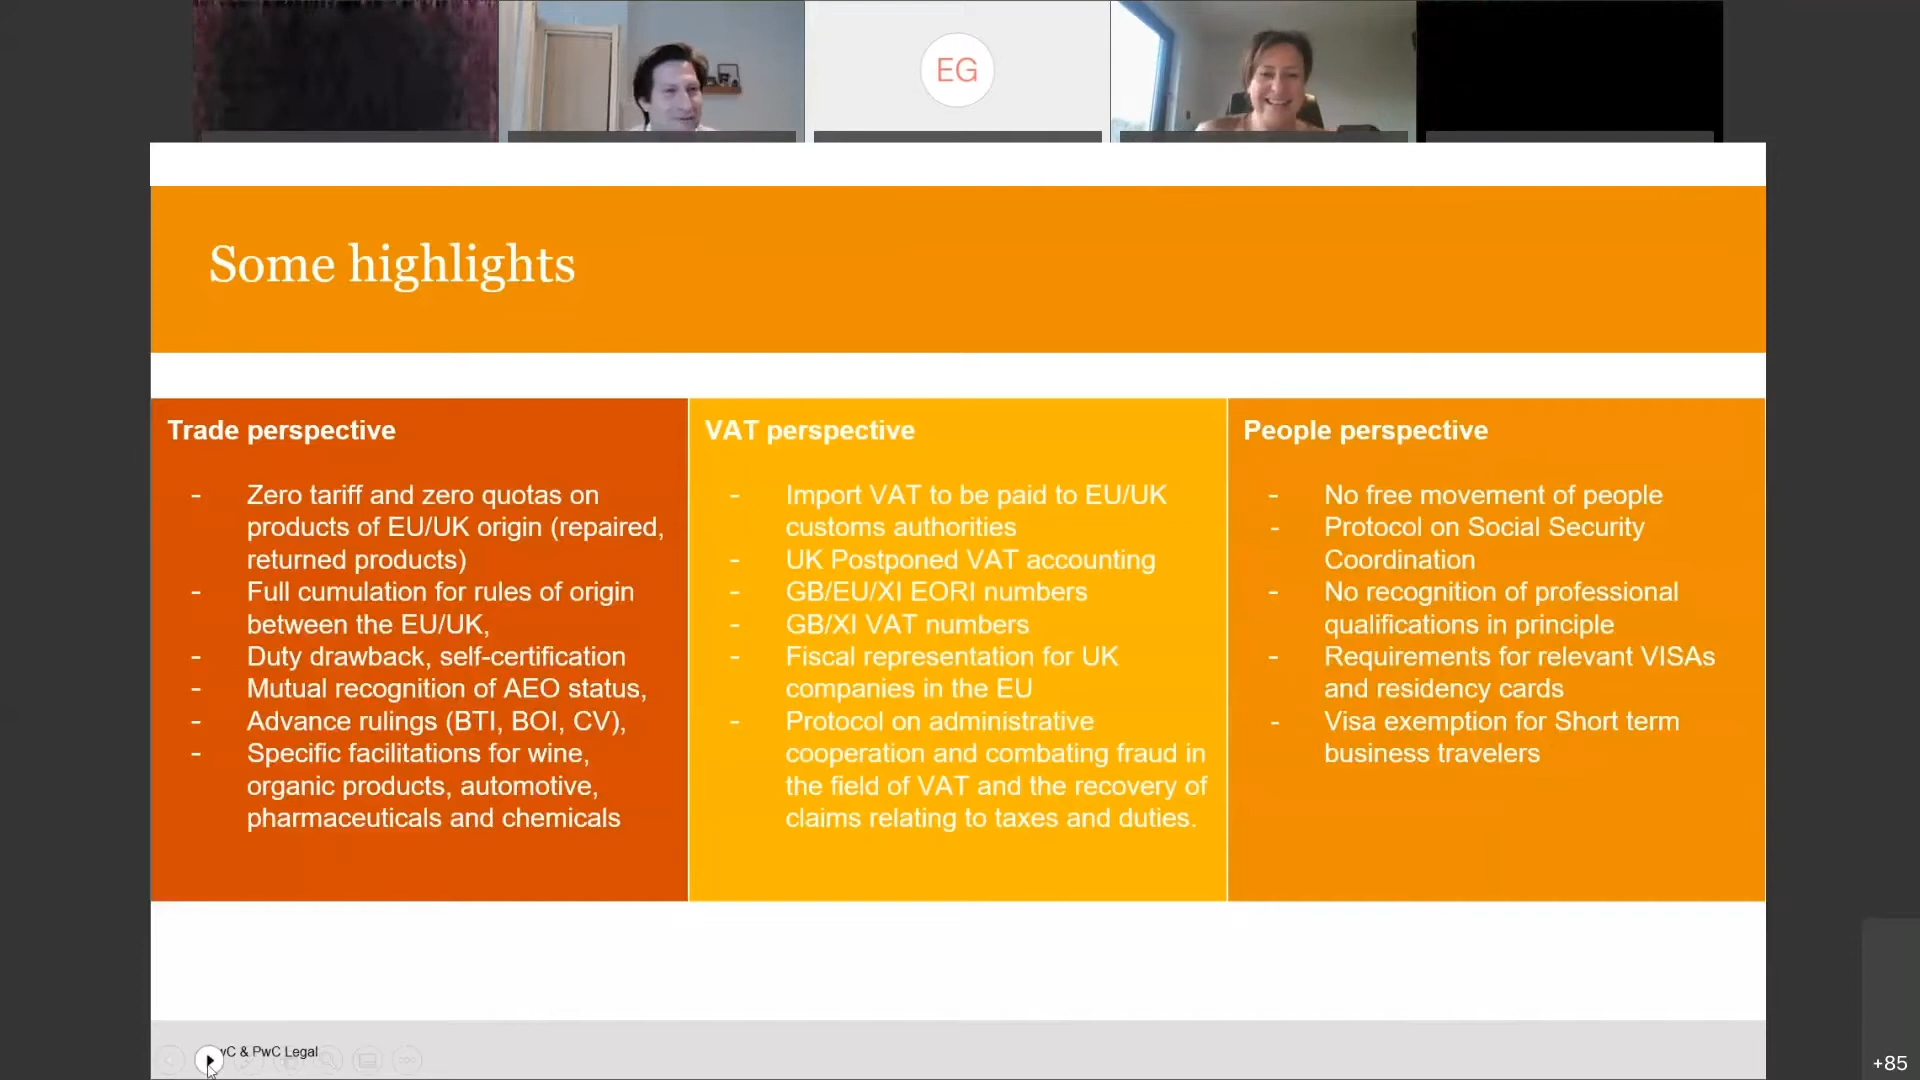 EG
Some highlights
Trade perspective
- Zero tariff and zero quotas on
products of EU/UK origin (repaired,
returned products)
- Full cumulation for rules of origin
between the EU/UK,
- Duty drawback, self-certification
- Mutual recognition of AEO status,
- Advance rulings (BTI, BOI, CV),
- Specific facilitations for wine,
organic products, automotive,
pharmaceuticals and chemicals
VAT perspective
- Import VAT to be paid to EU/UK
customs authorities
- UK Postponed VAT accounting
- GB/EU/XI EORI numbers
- GB/XI VAT numbers
- Fiscal representation for UK
companies in the EU
- Protocol on administrative
cooperation and combating fraud in
the field of VAT and the recovery of
claims relating to taxes and duties.
People perspective
- No free movement of people
- Protocol on Social Security
Coordination
- No recognition of professional
qualifications in principle
- Requirements for relevant VISAs
and residency cards
- Visa exemption for Short term
business travelers
wC & PwC Legal
+85